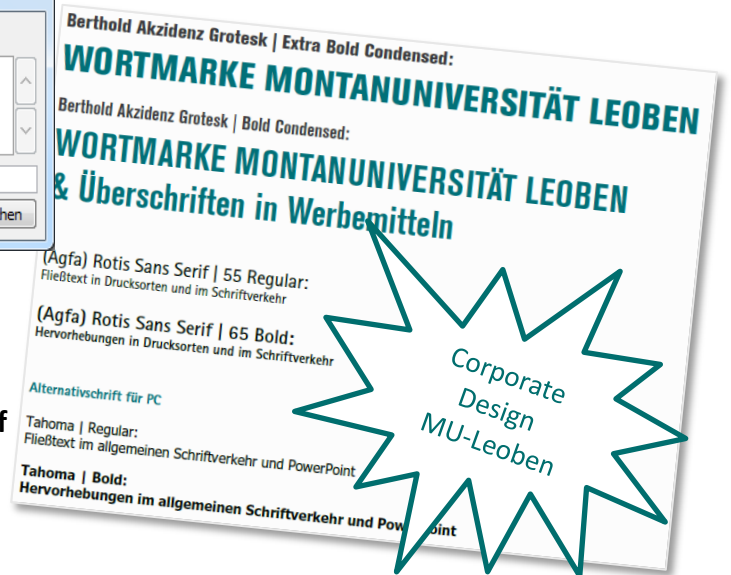 Berthold Akzidenz Grotesk | Extra Bold Condensed:
WORTMARKE MONTANUNIVERSITÄT LEOBEN
Berthold Akzidenz Grotesk | Bold Condensed:
WORTMARKE MONTANUNIVERSITÄT LEOBEN
& Überschriften in Werbemitteln
hen
(Agfa) Rotis Sans Serif | 55 Regular:
Fließtext in Drucksorten und im Schriftverkehr
(Agfa) Rotis Sans Serif | 65 Bold:
Hervorhebungen in Drucksorten und im Schriftverkehr
Alternativschrift für PC
f
Tahoma | Regular:
Fließtext im allgemeinen Schriftverkehr und PowerPoint
Tahoma | Bold:
Hervorhebungen im allgemeinen Schriftverkehr und Pow oint
Corporate
Design
MU-Leoben